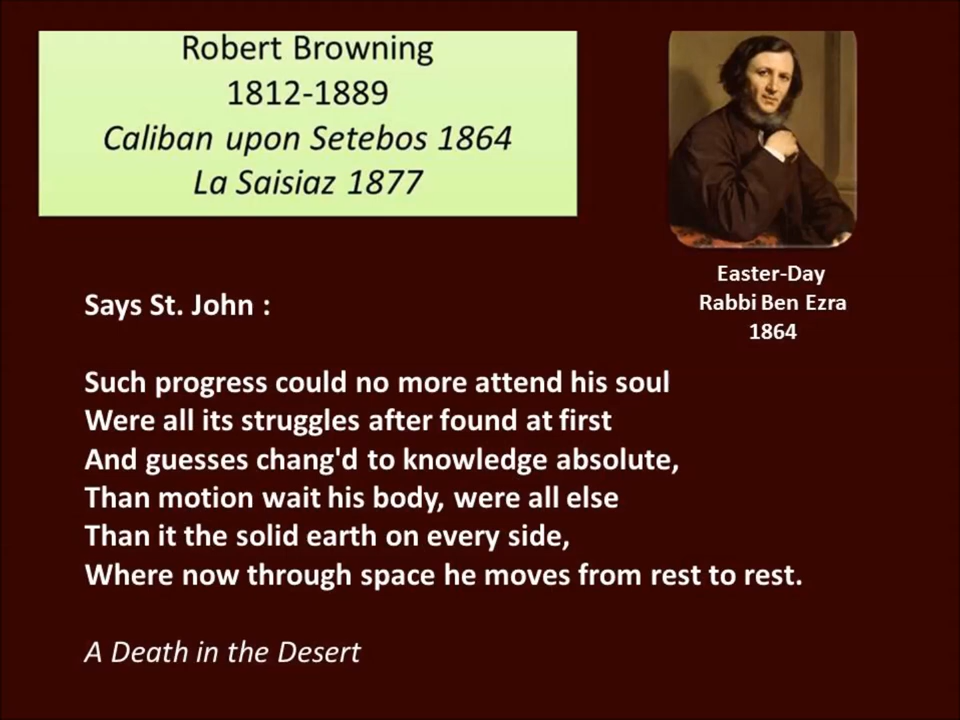 Robert Browning
1812-1889
Caliban upon Setebos 1864
La Saisiaz 1877
Easter-Day
Rabbi Ben Ezra
1864
Says St. John :
Such progress could no more attend his soul
Were all its struggles after found at first
And guesses chang'd to knowledge absolute,
Than motion wait his body, were all else
Than it the solid earth on every side,
Where now through space he moves from rest to rest.
A Death in the Desert